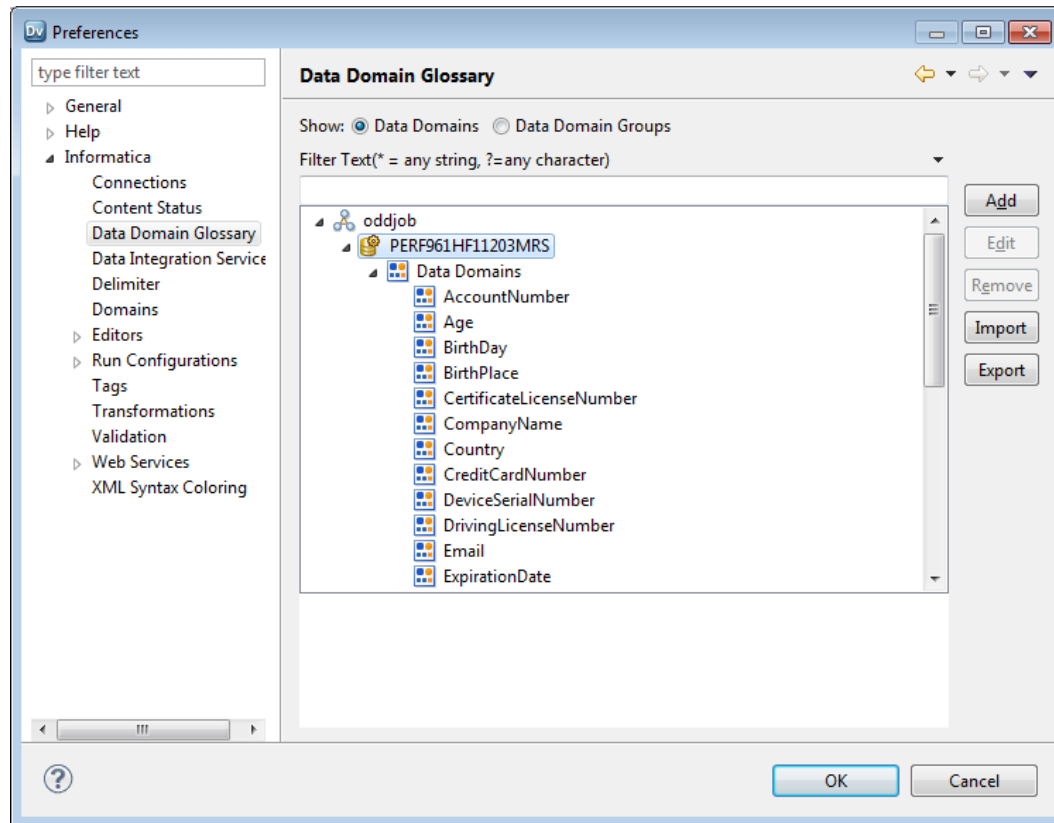 Dv Preferences
type filter text
General
Help
Informatica
Connections
Content Status
Data Domain Glossary
Data Integration Service
Delimiter
Domains
Editors
Run Configurations
Tags
Transformations
Validation
Web Services
XML Syntax Coloring
Data Domain Glossary
Show: Data Domains Data Domain Groups
Filter Text(* = any string, ?=any character)
oddjob
PERF961HF11203MRS
Data Domains
AccountNumber
Age
BirthDay
BirthPlace
CertificateLicenseNumber
CompanyName
Country
CreditCardNumber
DeviceSerialNumber
DrivingLicenseNumber
Email
ExpirationDate
Add
Edit
Remove
Import
Export
?
OK Cancel